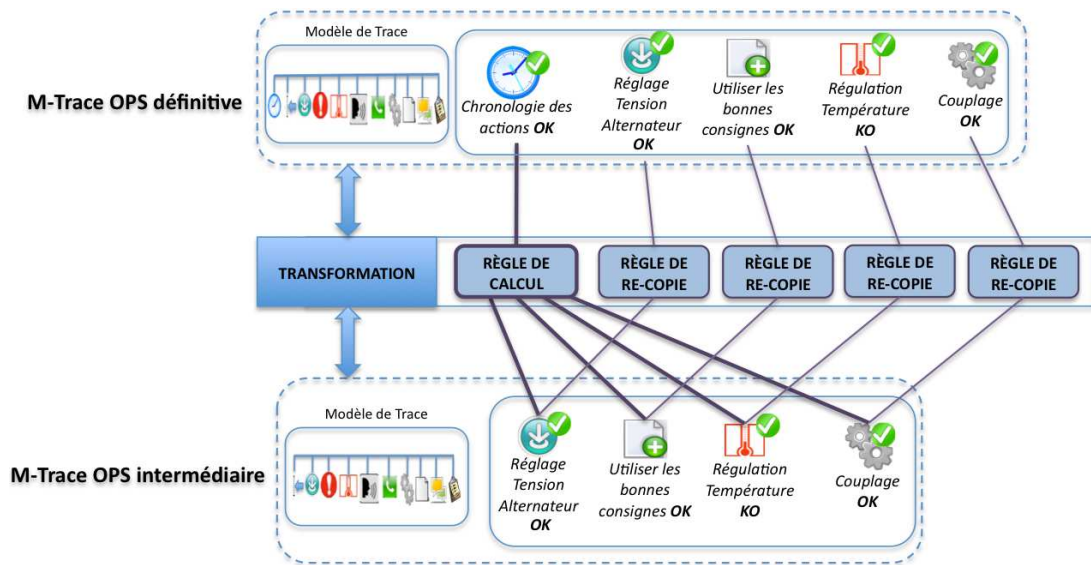 Modèle de Trace
M-Trace OPS définitive
Chronologie des
actions OK
Réglage
Tension
Alternateur
OK
Utiliser les
bonnes
consignes OK
Régulation
Température
KO
Couplage
OK
TRANSFORMATION
RÈGLE DE
CALCUL
RÈGLE DE
RE-COPIE
RÈGLE DE
RE-COPIE
RÈGLE DE
RE-COPIE
RÈGLE DE
RE-COPIE
Modèle de Trace
M-Trace OPS intermédiaire
Réglage
Tension
Alternateur
OK
Utiliser les
bonnes
consignes OK
Régulation
Température
KO
Couplage
OK